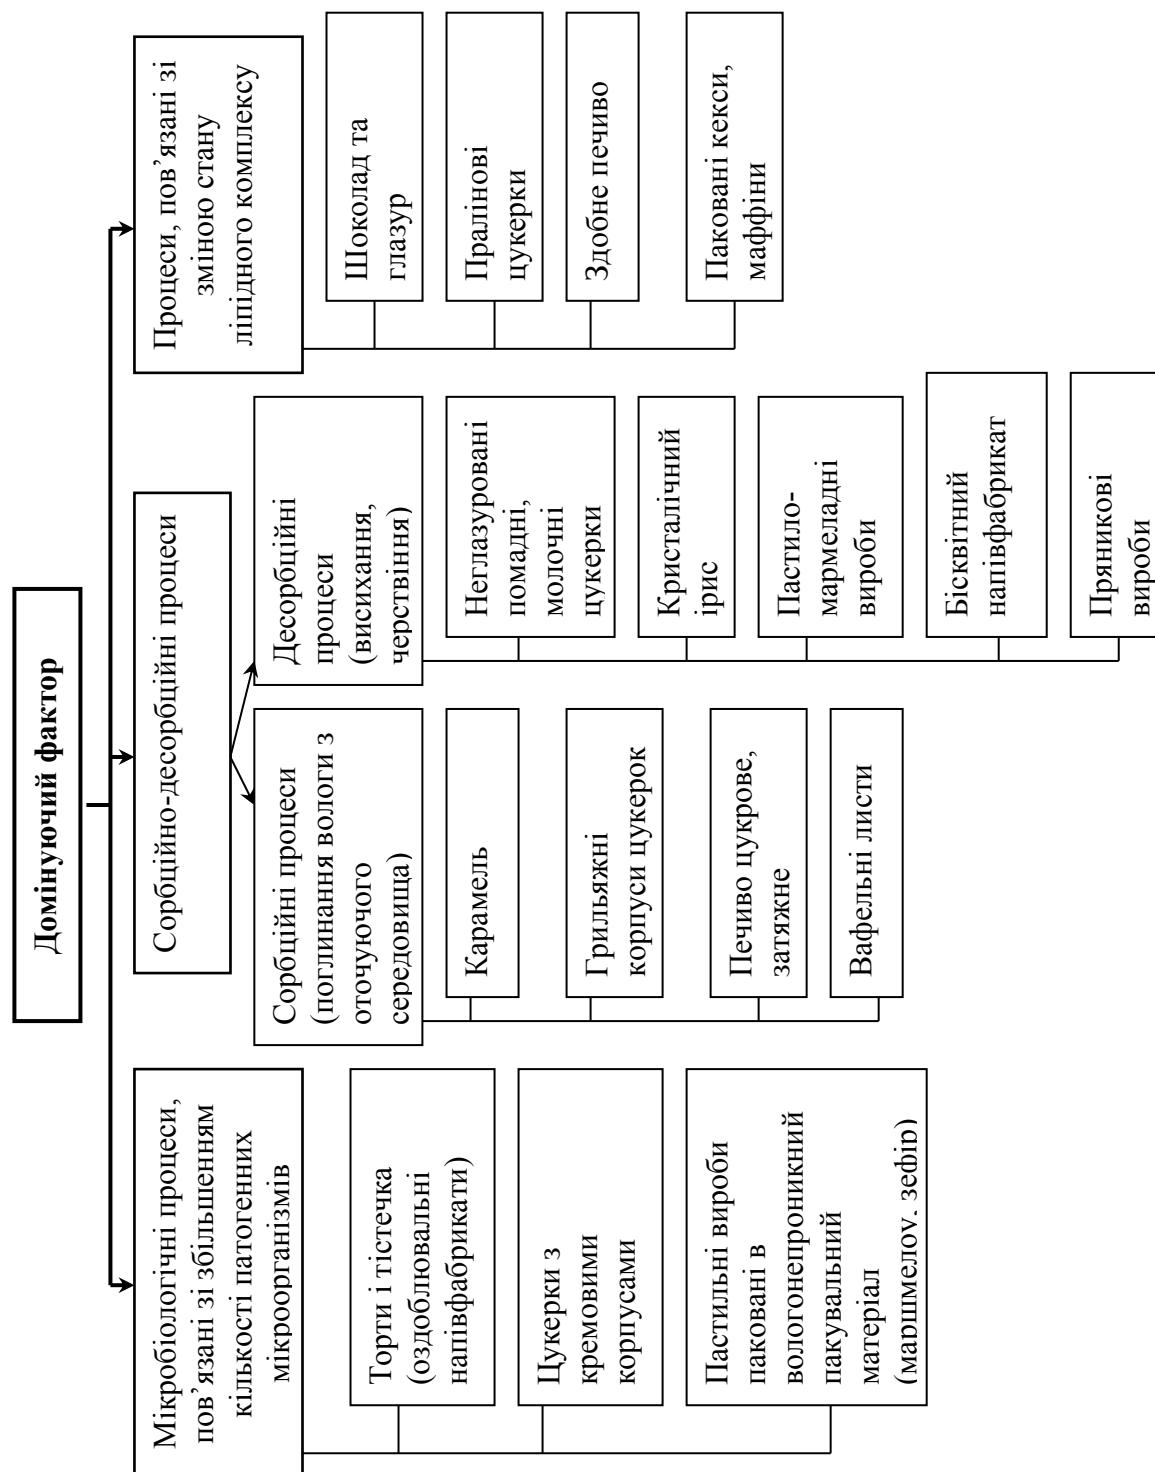 Домінуючий фактор
Мікробіологічні процеси,
пов’язані зі збільшенням
кількості патогенних
мікроорганізмів
Торти і тістечка
(оздоблювальні
напівфабрикати)
Цукерки з
кремовими
корпусами
Пастильні вироби
паковані в
вологонепроникний
пакувальний
матеріал
(маршмелоу, зефір)
Сорбційно-десорбційні процеси
Сорбційні процеси
(поглинання вологи з
оточуючого
середовища)
Карамель
Грильяжні
корпуси цукерок
Печиво цукрове,
затяжне
Вафельні листи
Десорбційні
процеси
(висихання,
черствіння)
Неглазуровані
помадні,
молочні
цукерки
Кристалічний
ірис
Пастило-
мармеладні
вироби
Бісквітний
напівфабрикат
Пряникові
вироби
Процеси, пов’язані зі
зміною стану
ліпідного комплексу
Шоколад та
глазур
Пралінові
цукерки
Здобне печиво
Паковані кекси,
маффіни